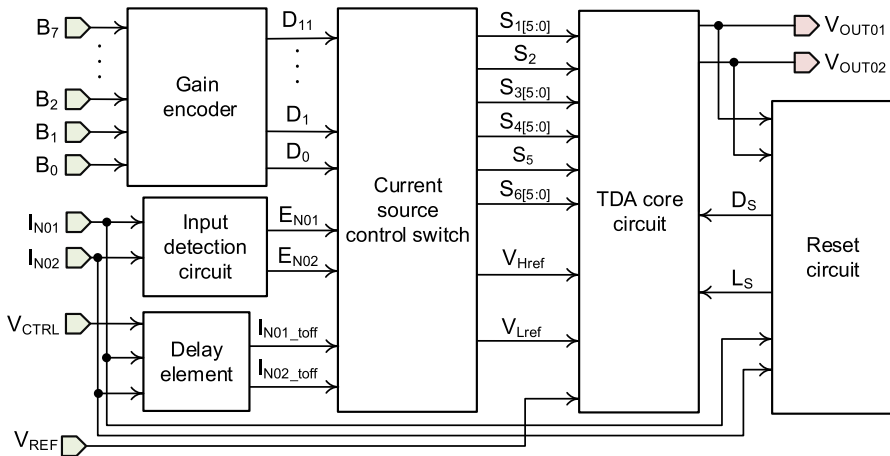 B7
B2
B1
B0
IN01
IN02
VCTRL
VREF
Gain
encoder
D11
D1
D0
Input
detection
circuit
EN01
EN02
Delay
element
IN01_toff
IN02_toff
Current
source
control switch
S1[5:0]
S2
S3[5:0]
S4[5:0]
S5
S6[5:0]
VHref
VLref
TDA core
circuit
VOUT01
VOUT02
DS
LS
Reset
circuit